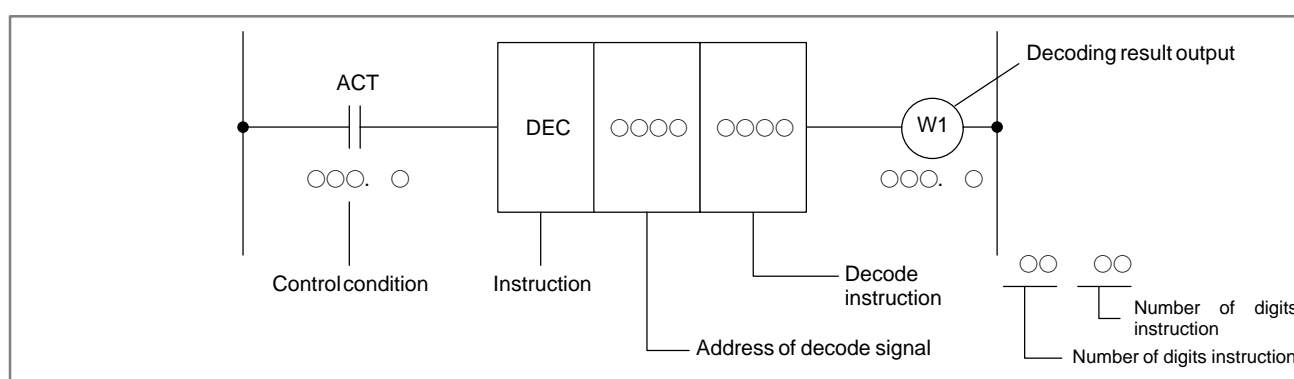 Decoding result output
ACT
DEC ○○○○ ○○○○ W1
○○○. ○ ○○○. ○
Control condition
Instruction
Decode
instruction
○○ ○○
Number of digits
instruction
Address of decode signal
Number of digits instruction